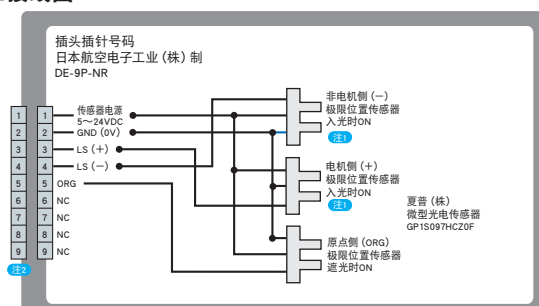 插头插针号码
日本航空电子工业（株）制
DE-9P-NR
1 1 传感器电源
5～24VDC
2 2 GND（0V）
3 3 LS（+）
4 4 LS（−）
5 5 ORG
6 6 NC
7 7 NC
8 8 NC
9 9 NC
注2
非电机侧（−）
极限位置传感器
入光时ON
注1
电机侧（+）
极限位置传感器
入光时ON
注1
原点侧（ORG）
极限位置传感器
遮光时ON
夏普（株）
微型光电传感器
GP1S097HCZ0F